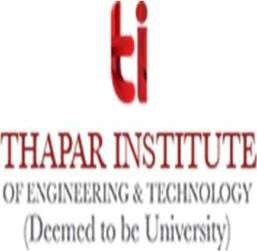 ti
THAPAR INSTITUTE
OF ENGINEERING & TECHNOLOGY
(Deemed to be University)